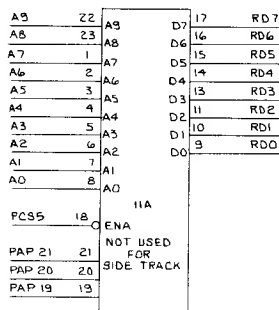 A9 22 A9 D7 17 RD7
A8 23 A8 D6 16 RD6
A7 1 A7 D5 15 RD5
A6 2 A6 D4 14 RD4
A5 3 A5 D3 13 RD3
A4 4 A4 D2 11 RD2
A3 5 A3 D1 10 RD1
A2 6 A2 D0 9 RD0
A1 7 A1
A0 8 A0
11A
PCS5 18 ENA
NOT USED
FOR
SIDE TRACK
PAP 21 21
PAP 20 20
PAP 19 19